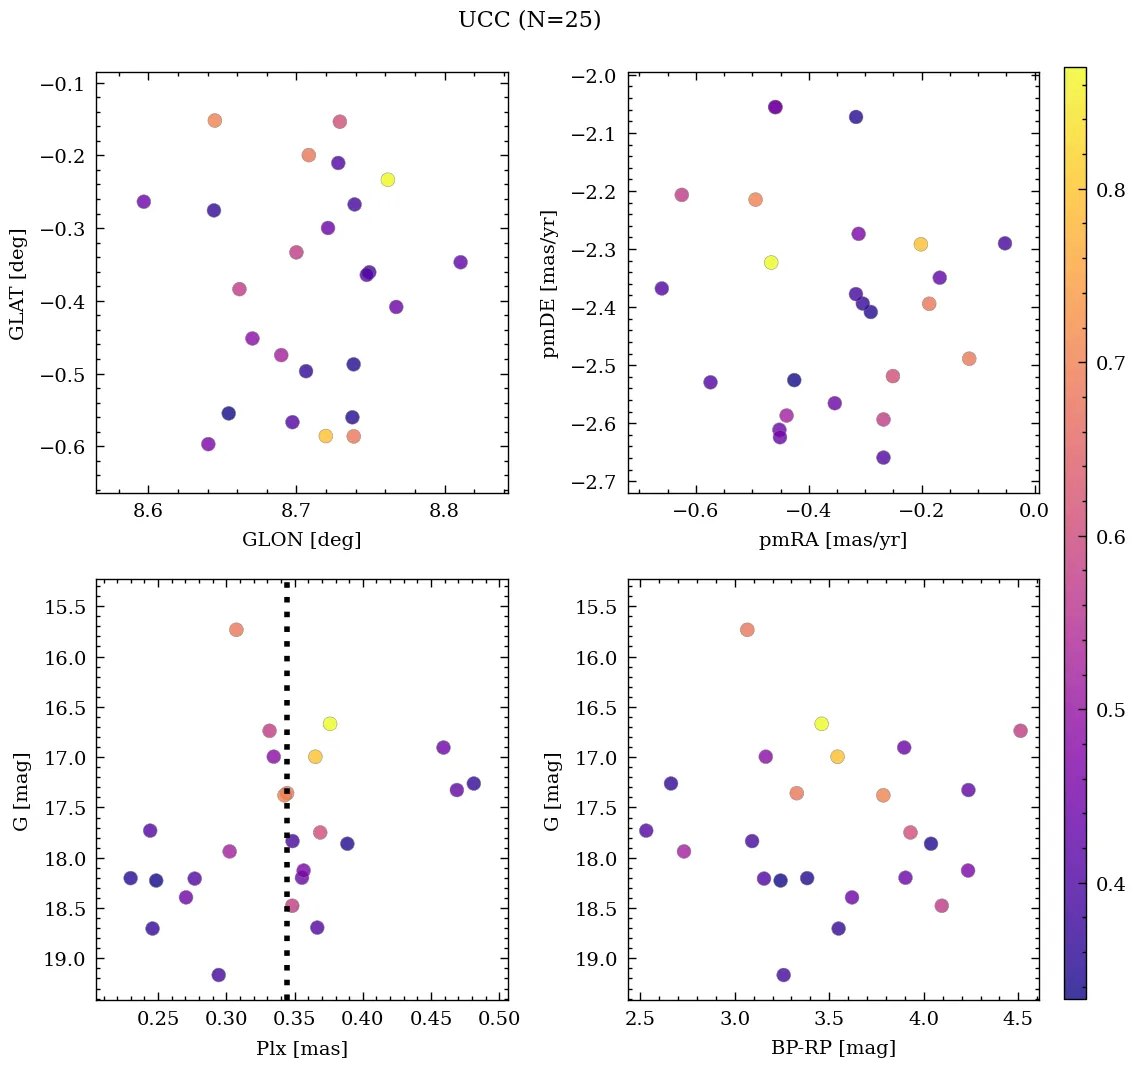 UCC (N=25)
−0.1
−0.2
−0.3
−0.4
−0.5
−0.6
GLAT [deg]
8.6 8.7 8.8
GLON [deg]
−2.0
−2.1
−2.2
−2.3
−2.4
−2.5
−2.6
−2.7
pmDE [mas/yr]
−0.6 −0.4 −0.2 0.0
pmRA [mas/yr]
15.5
16.0
16.5
17.0
17.5
18.0
18.5
19.0
G [mag]
0.25 0.30 0.35 0.40 0.45 0.50
Plx [mas]
15.5
16.0
16.5
17.0
17.5
18.0
18.5
19.0
G [mag]
2.5 3.0 3.5 4.0 4.5
BP-RP [mag]
0.8
0.7
0.6
0.5
0.4